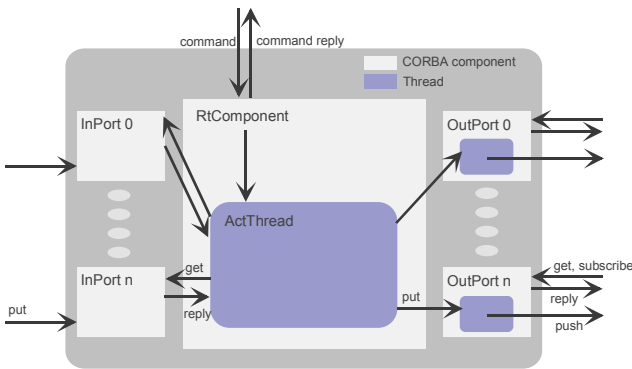 command
command reply
CORBA component
Thread
InPort 0
RtComponent
OutPort 0
ActThread
InPort n
get
reply
put
put
OutPort n
get, subscribe
reply
push